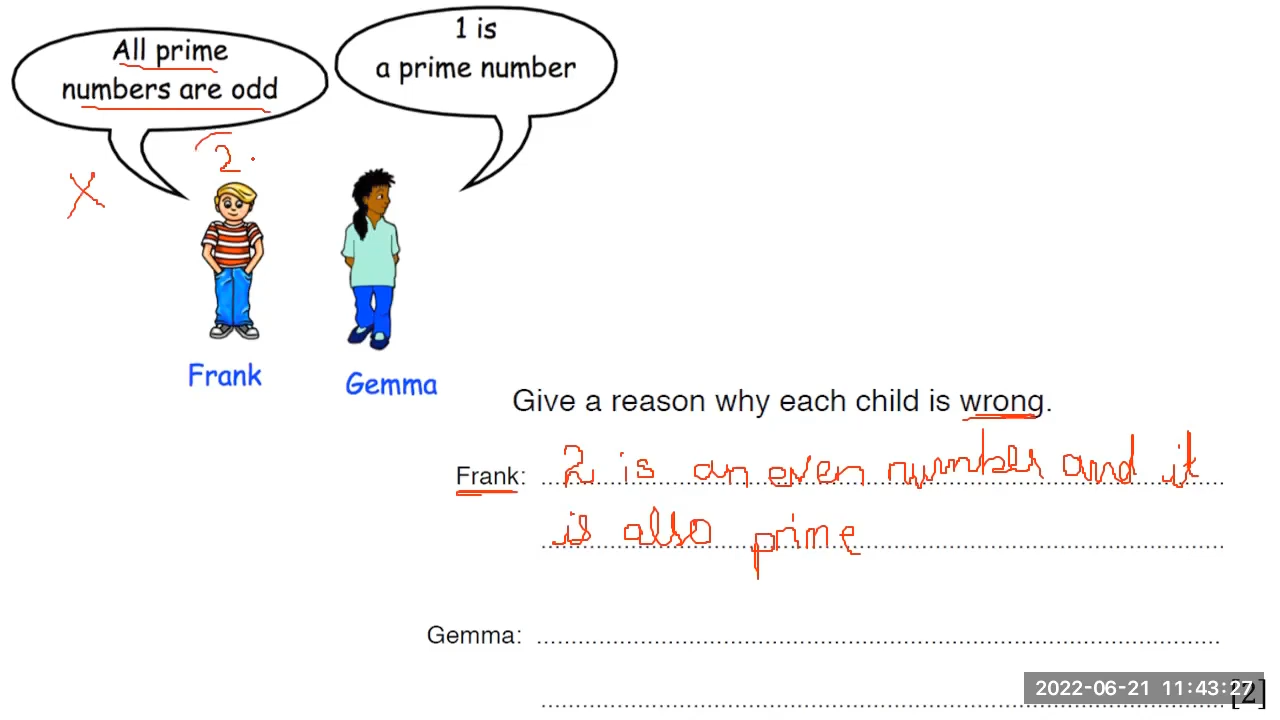 All prime
numbers are odd
1 is
a prime number
2.
X
Frank
Gemma
Give a reason why each child is wrong.
Frank: 2 is an even number and it
is also prime
Gemma:
2022-06-21 11:43:27
[2]